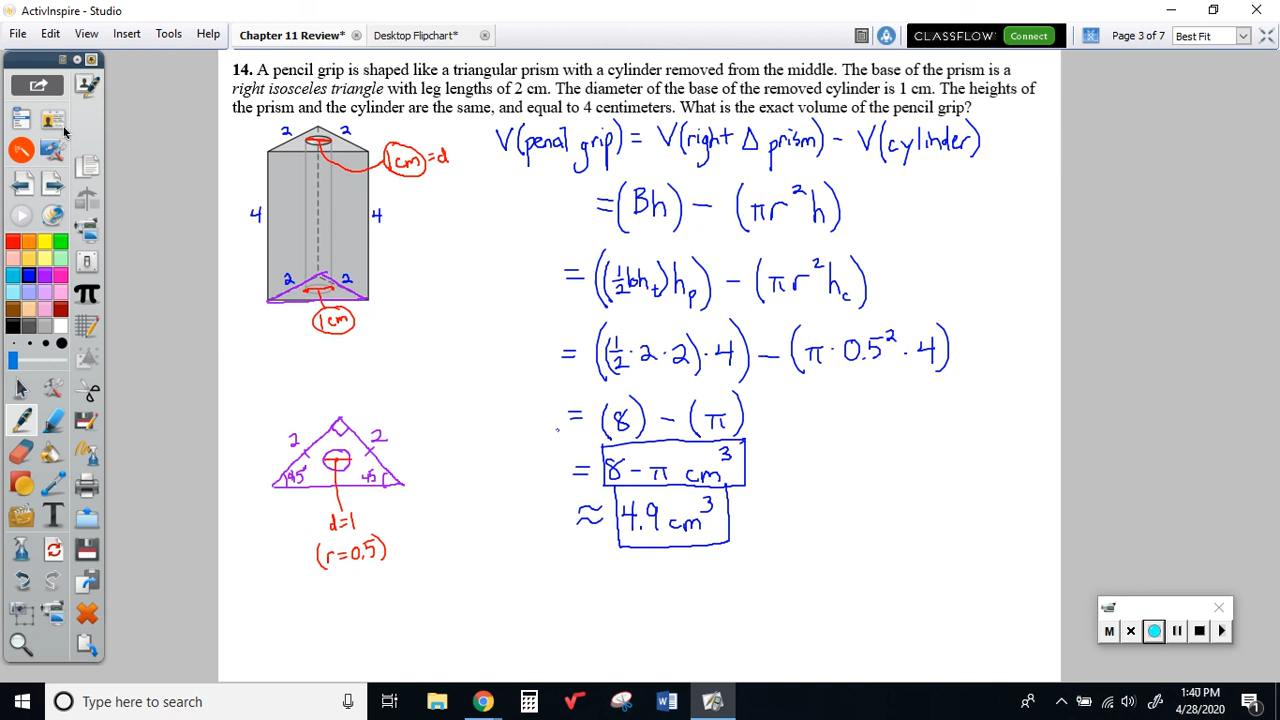 ActivInspire - Studio
File Edit View Insert Tools Help
Chapter 11 Review*
Desktop Flipchart*
CLASSFLOW Connect
Page 3 of 7
Best Fit
14. A pencil grip is shaped like a triangular prism with a cylinder removed from the middle. The base of the prism is a
right isosceles triangle with leg lengths of 2 cm. The diameter of the base of the removed cylinder is 1 cm. The heights of
the prism and the cylinder are the same, and equal to 4 centimeters. What is the exact volume of the pencil grip?
2 2
1cm = d
4 4
2 2
1cm
V(pencil grip) = V(right Δ prism) - V(cylinder)
= (Bh) - (πr²h)
= ((½bhₜ)hₚ) - (πr²h_c)
= ((½·2·2)·4) - (π·0.5²·4)
= (8) - (π)
= 8 - π cm³
≈ 4.9 cm³
2 2
45° 45
d=1
(r=0.5)
π
T
M
Type here to search
1:40 PM
4/28/2020
1